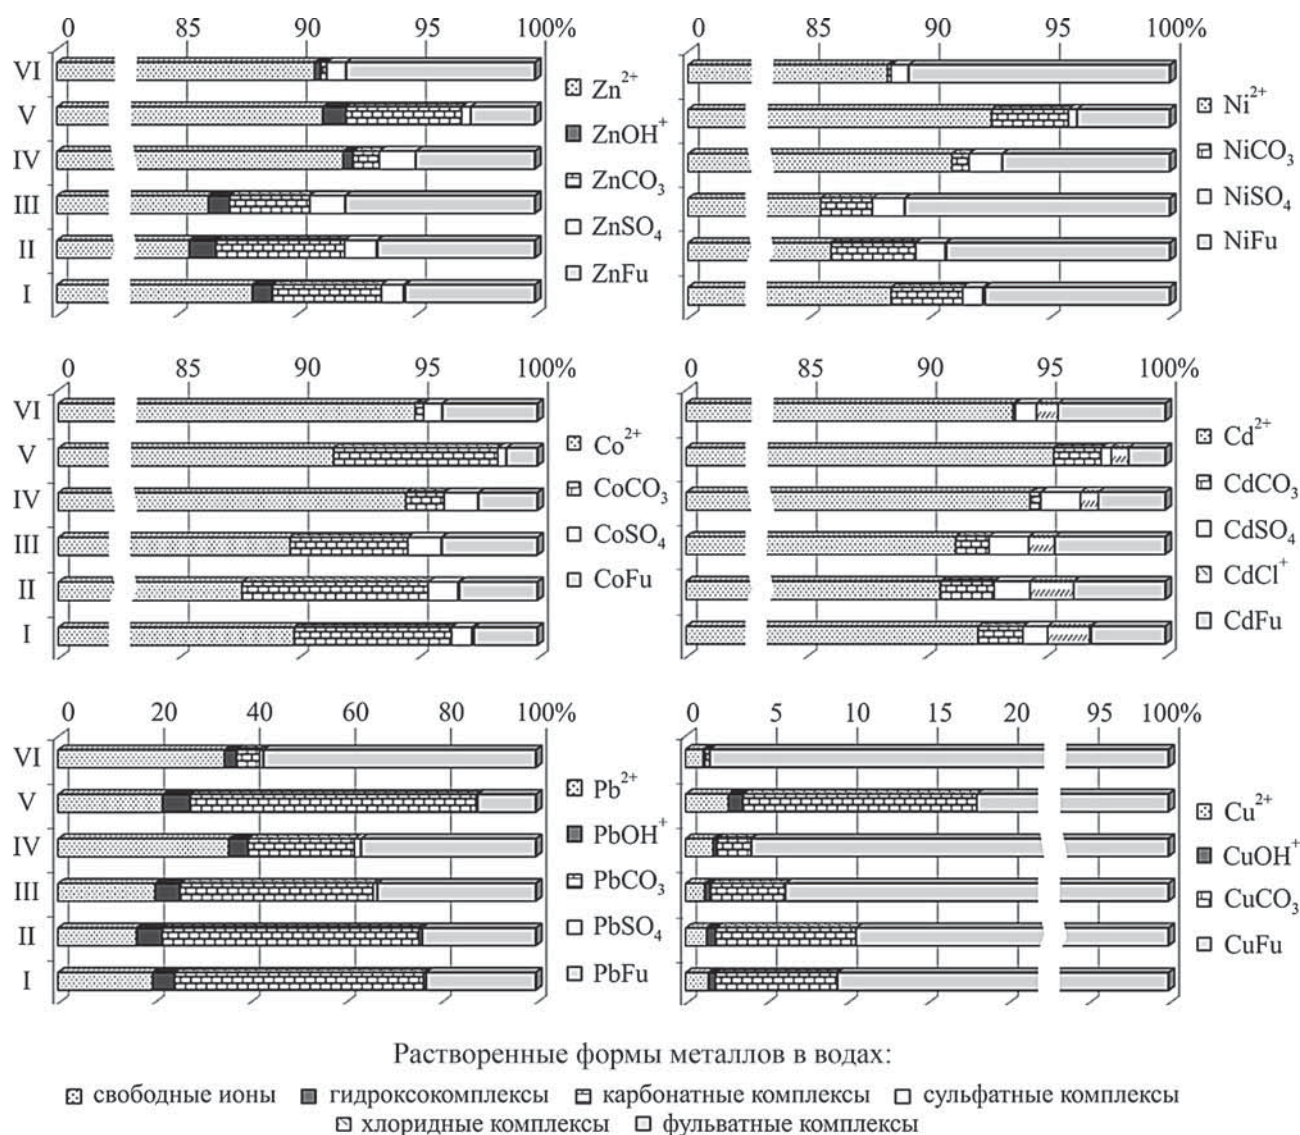 0 85 90 95 100%
VI
V
IV
III
II
I
Zn²⁺
ZnOH⁺
ZnCO₃
ZnSO₄
ZnFu
0 85 90 95 100%
Ni²⁺
NiCO₃
NiSO₄
NiFu
0 85 90 95 100%
VI
V
IV
III
II
I
Co²⁺
CoCO₃
CoSO₄
CoFu
0 85 90 95 100%
Cd²⁺
CdCO₃
CdSO₄
CdCl⁺
CdFu
0 20 40 60 80 100%
VI
V
IV
III
II
I
Pb²⁺
PbOH⁺
PbCO₃
PbSO₄
PbFu
0 5 10 15 20 95 100%
Cu²⁺
CuOH⁺
CuCO₃
CuFu
Растворенные формы металлов в водах:
свободные ионы гидроксокомплексы карбонатные комплексы сульфатные комплексы
хлоридные комплексы фульватные комплексы